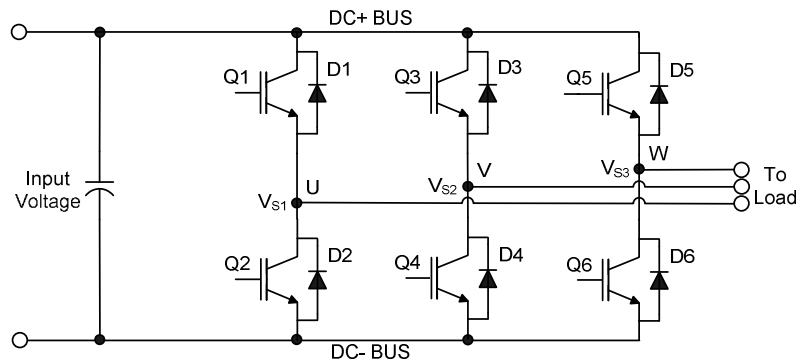 DC+ BUS
Q1
D1
Q3
D3
Q5
D5
Input
Voltage
VS1
U
VS2
V
VS3
W
To
Load
Q2
D2
Q4
D4
Q6
D6
DC- BUS